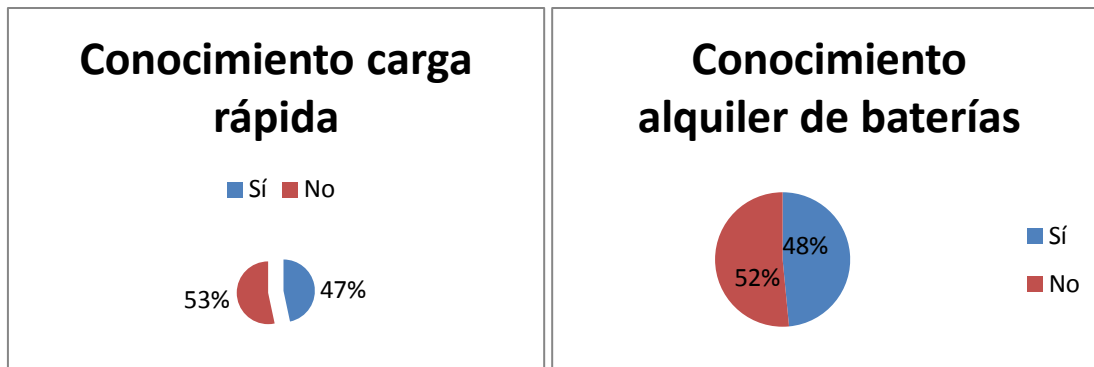 Conocimiento carga
rápida
Sí No
53% 47%
Conocimiento
alquiler de baterías
48%
52%
Sí
No